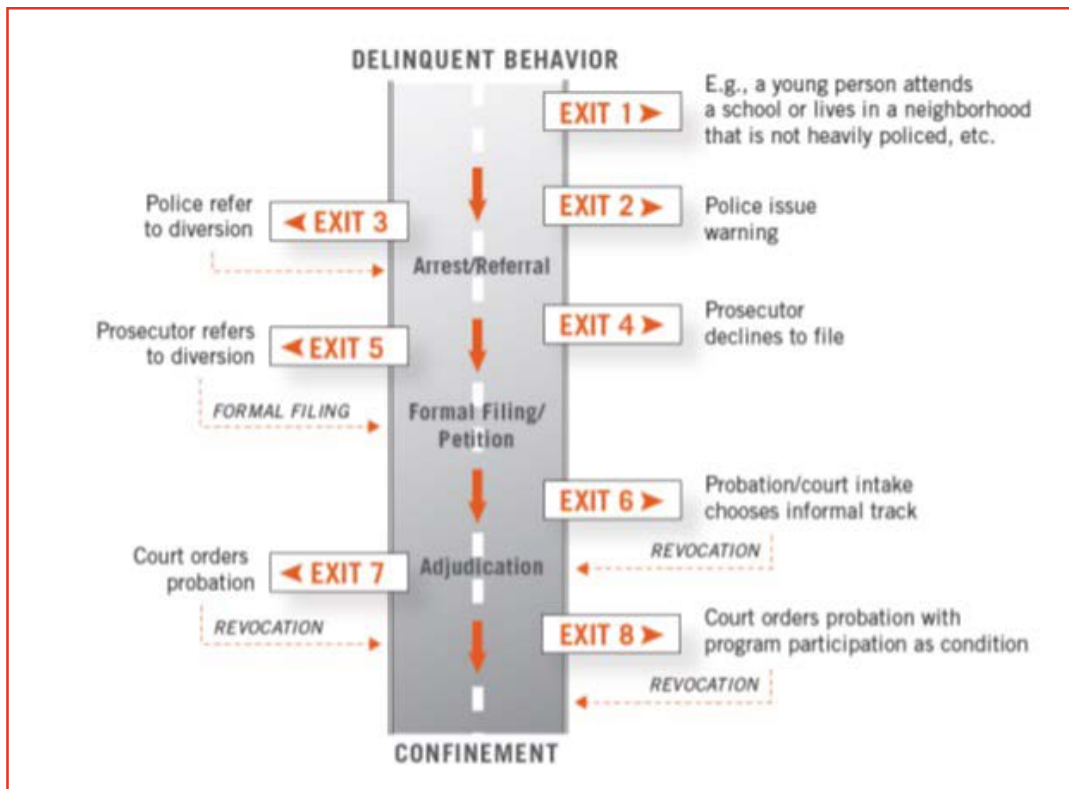 DELINQUENT BEHAVIOR
EXIT 1
E.g., a young person attends
a school or lives in a neighborhood
that is not heavily policed, etc.
EXIT 2
Police issue
warning
Police refer
to diversion
EXIT 3
Arrest/Referral
EXIT 4
Prosecutor
declines to file
Prosecutor refers
to diversion
EXIT 5
FORMAL FILING
Formal Filing/
Petition
EXIT 6
Probation/court intake
chooses informal track
REVOCATION
Court orders
probation
EXIT 7
Adjudication
REVOCATION
EXIT 8
Court orders probation with
program participation as condition
REVOCATION
CONFINEMENT